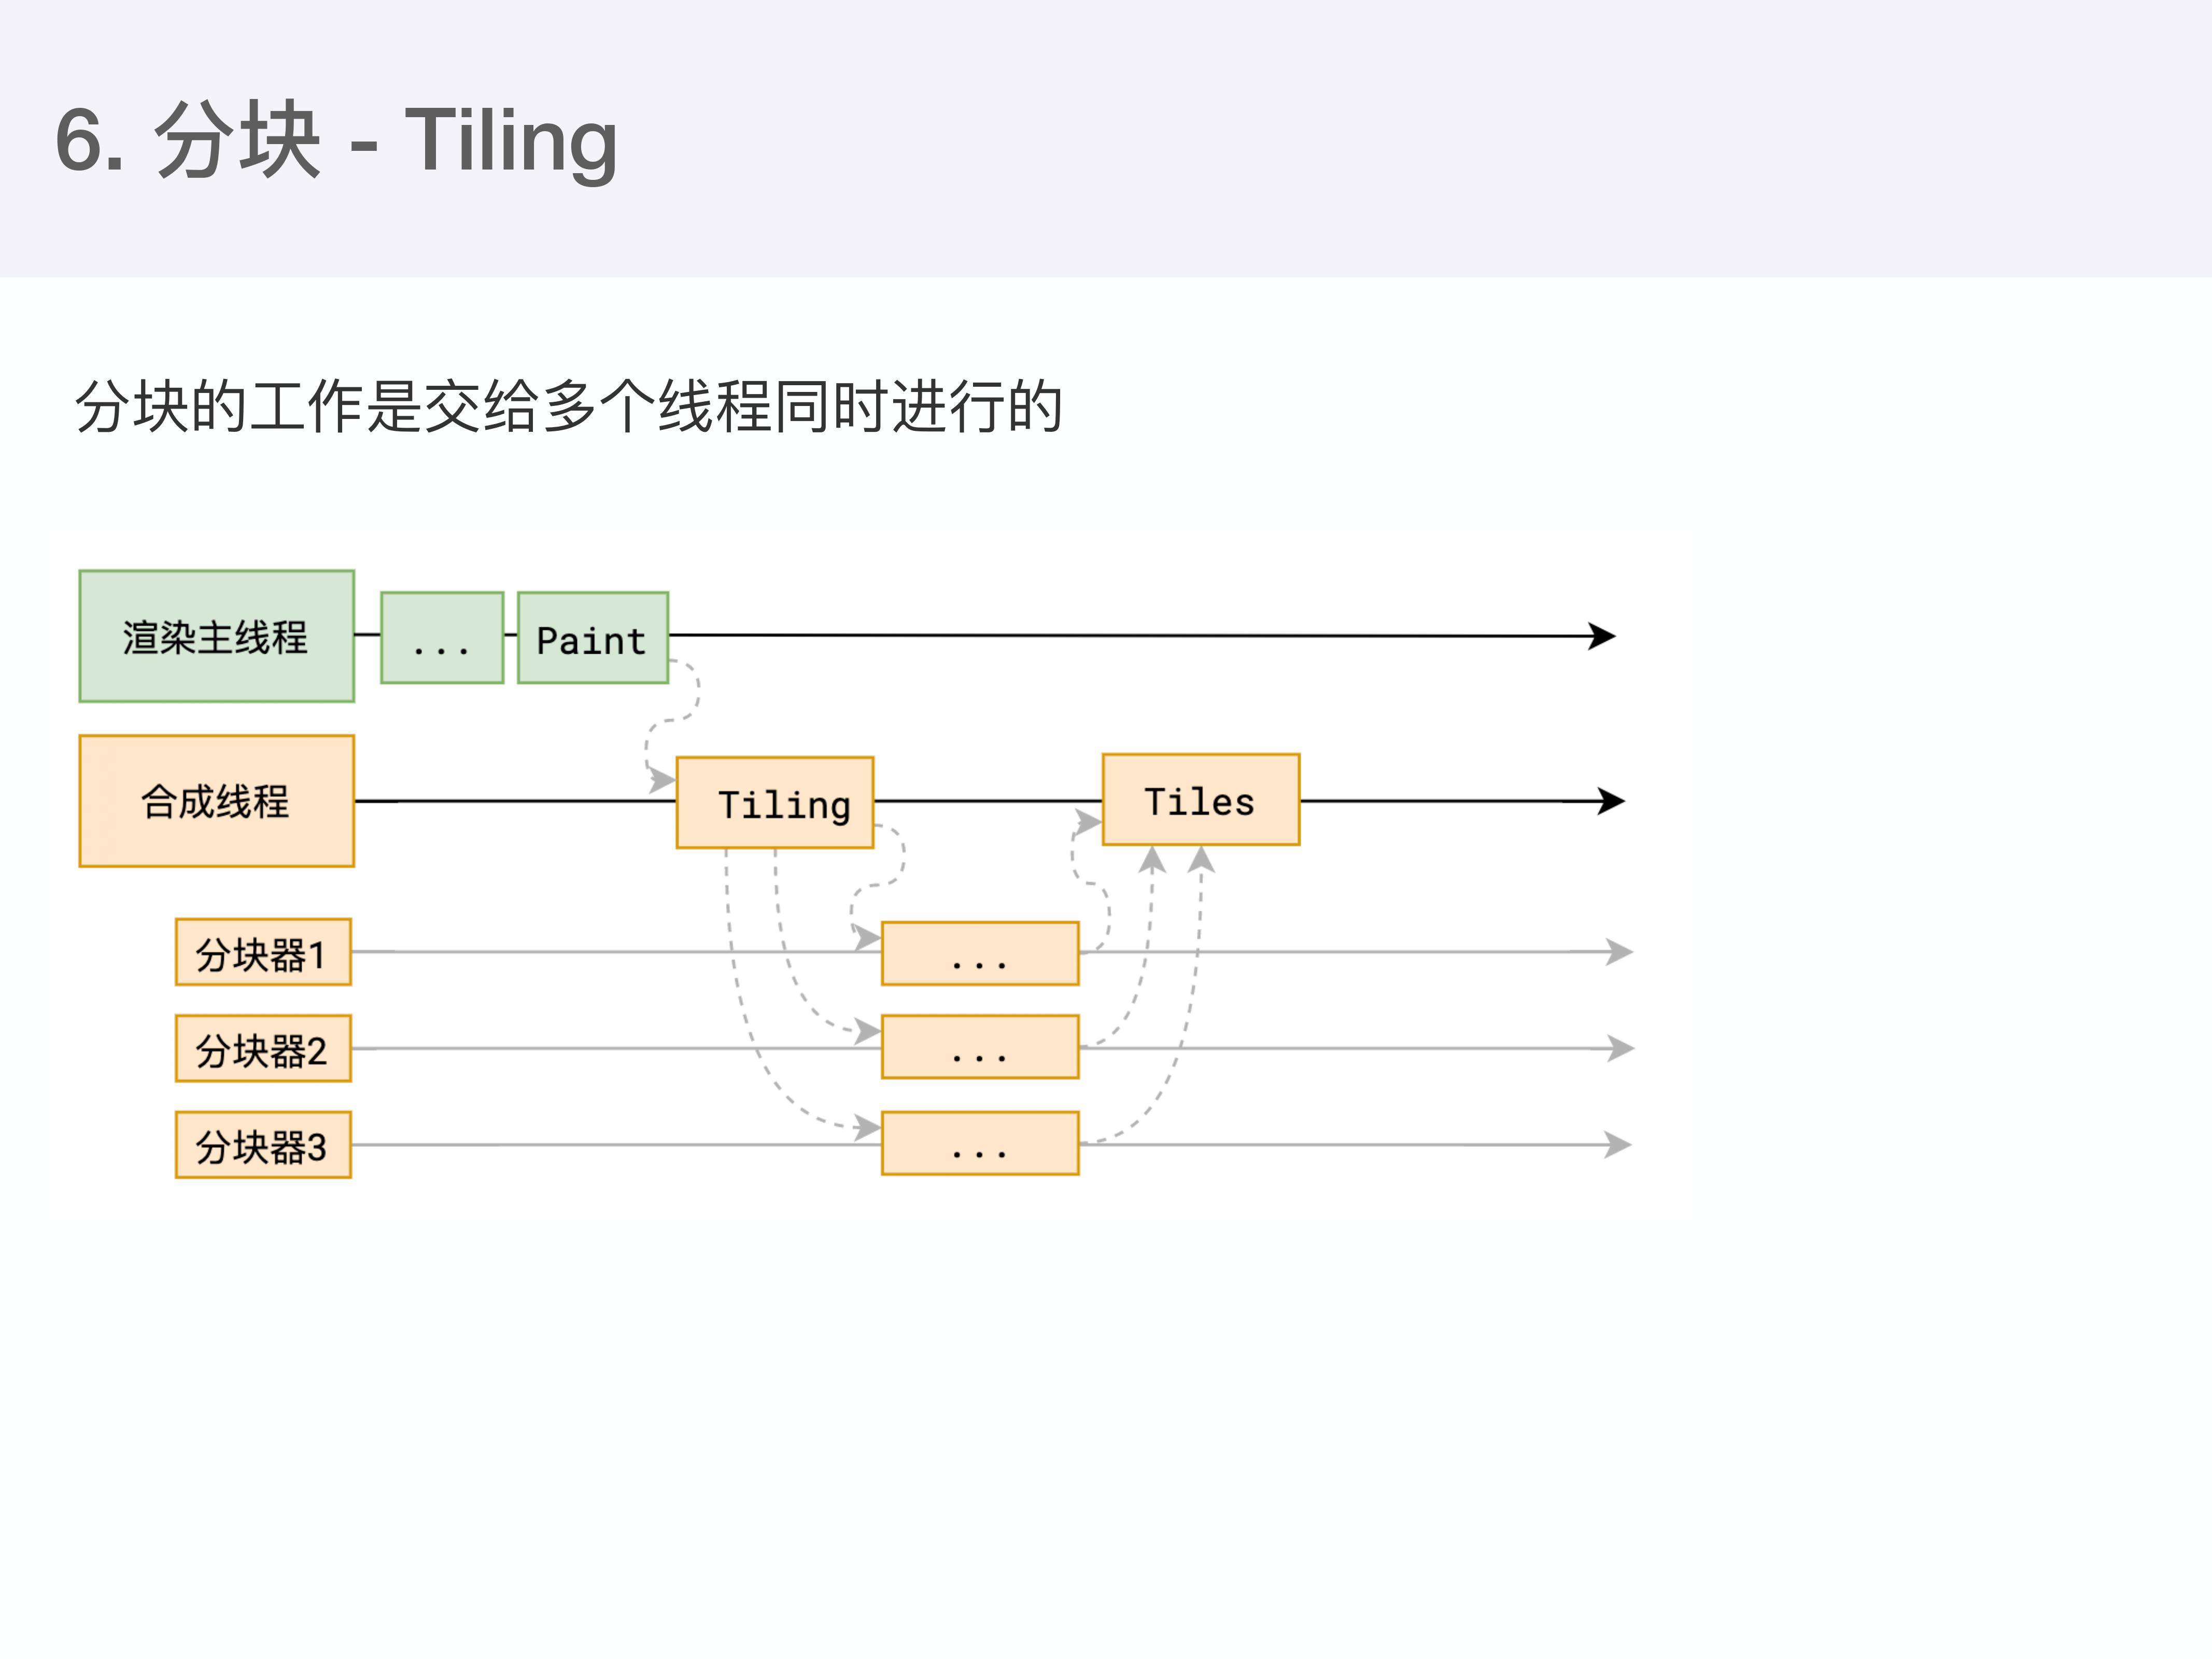 6. 分块 - Tiling
分块的工作是交给多个线程同时进行的
渲染主线程
...
Paint
合成线程
Tiling
Tiles
分块器1
...
分块器2
...
分块器3
...